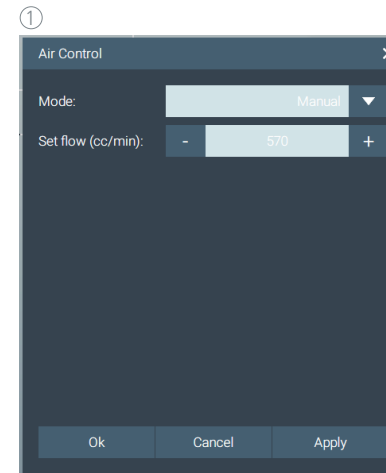 ①
Air Control
Mode: Manual
Set flow (cc/min): - 570 +
Ok Cancel Apply